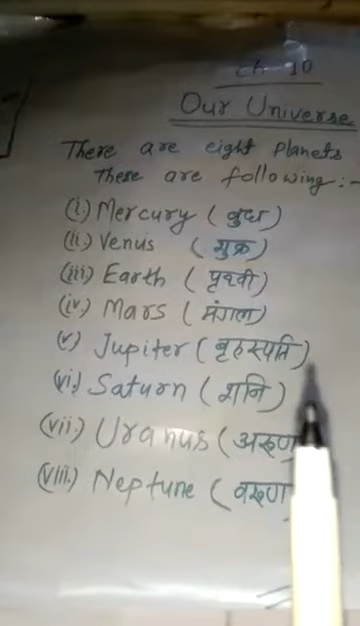 Ch-10
Our Universe
There are eight Planets
These are following:-
(i.) Mercury (बुध)
(ii.) Venus (शुक्र)
(iii) Earth (पृथ्वी)
(iv.) Mars (मंगल)
(v) Jupiter (बृहस्पति)
(vi.) Saturn (शनि)
(vii.) Uranus (अरूण
(viii.) Neptune (वरूण